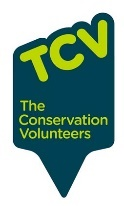 TCV
The
Conservation
Volunteers